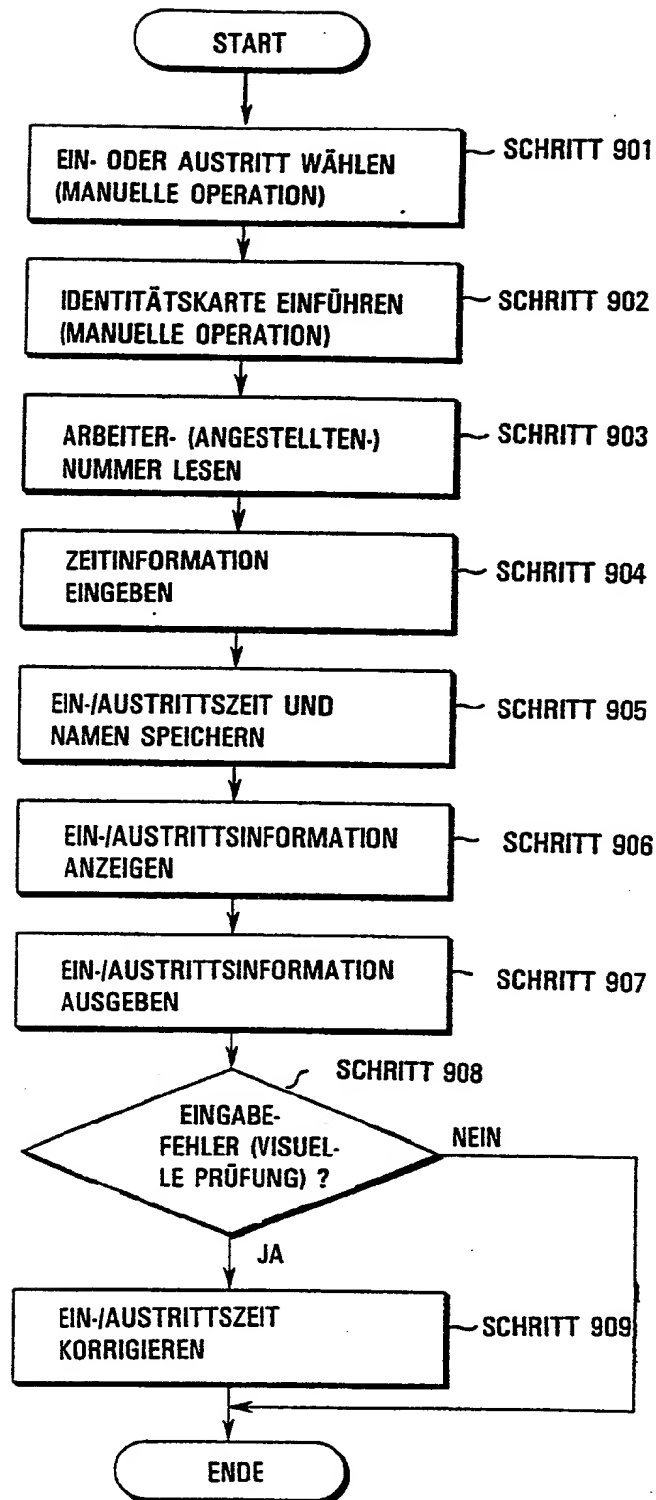 START
EIN- ODER AUSTRITT WÄHLEN
(MANUELLE OPERATION)
SCHRITT 901
IDENTITÄTSKARTE EINFÜHREN
(MANUELLE OPERATION)
SCHRITT 902
ARBEITER- (ANGESTELLTEN-)
NUMMER LESEN
SCHRITT 903
ZEITINFORMATION
EINGEBEN
SCHRITT 904
EIN-/AUSTRITTSZEIT UND
NAMEN SPEICHERN
SCHRITT 905
EIN-/AUSTRITTSINFORMATION
ANZEIGEN
SCHRITT 906
EIN-/AUSTRITTSINFORMATION
AUSGEBEN
SCHRITT 907
SCHRITT 908
EINGABE-
FEHLER (VISUEL-
LE PRÜFUNG) ?
NEIN
JA
EIN-/AUSTRITTSZEIT
KORRIGIEREN
SCHRITT 909
ENDE